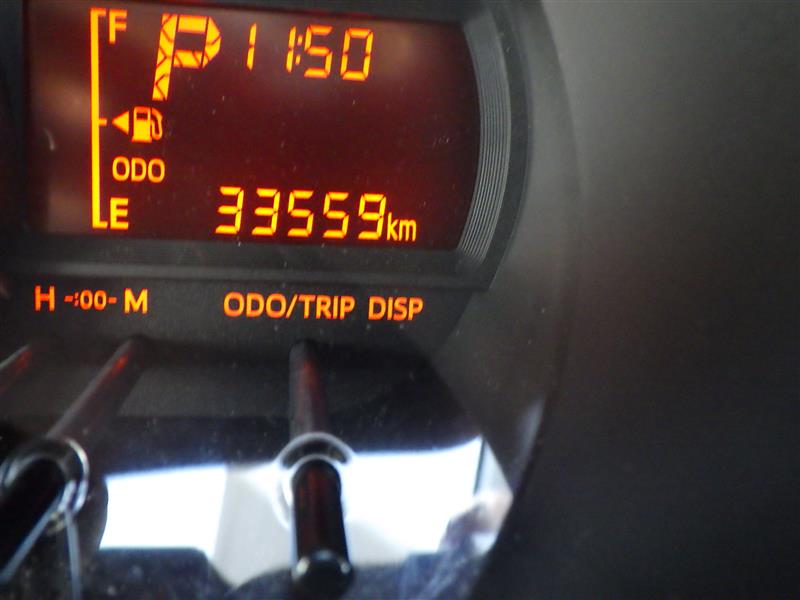 F P 11:50
ODO
E 33559km
H -:00- M ODO/TRIP DISP